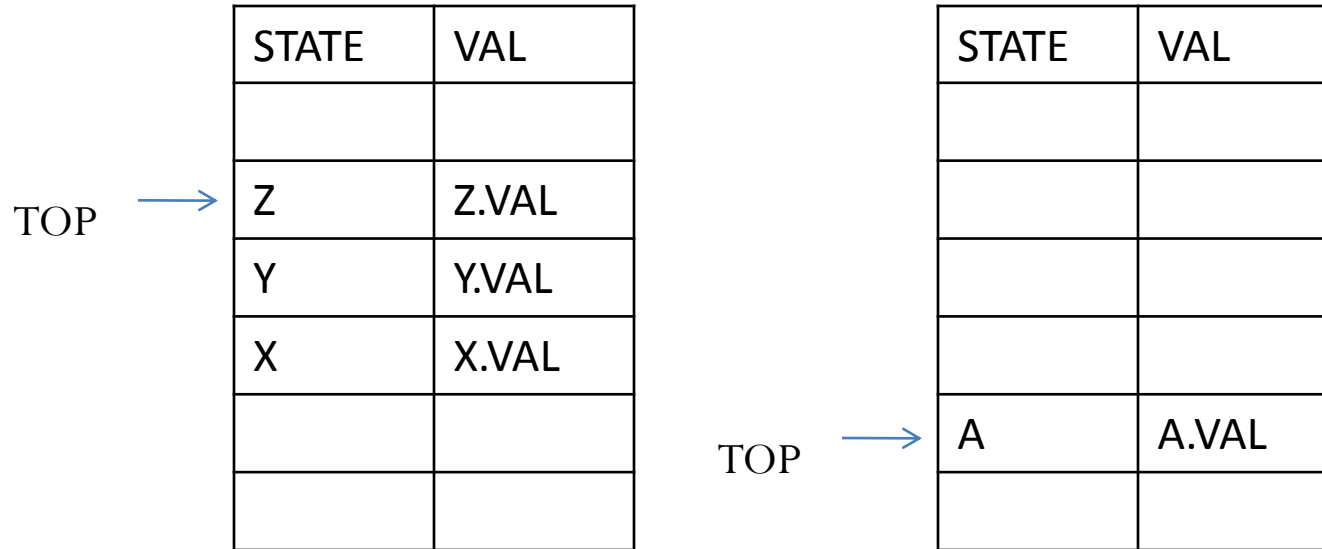 STATE VAL
TOP
Z Z.VAL
Y Y.VAL
X X.VAL
STATE VAL
TOP
A A.VAL